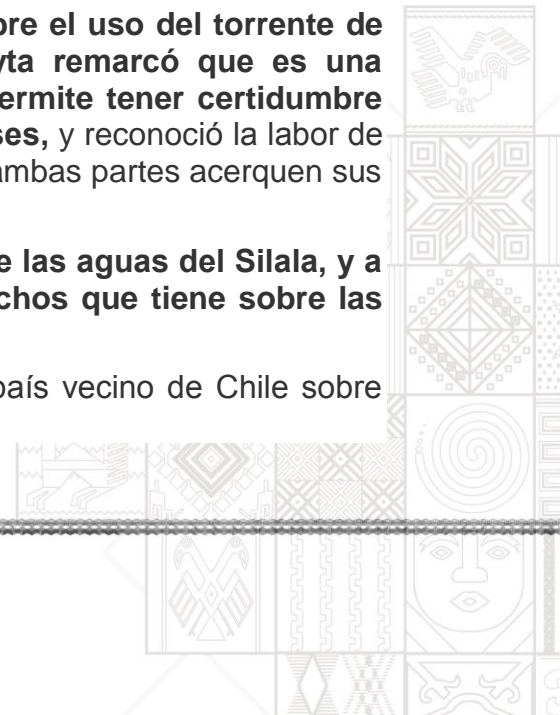 bre el uso del torrente de
yta remarcó que es una
ermite tener certidumbre
ses, y reconoció la labor de
ambas partes acerquen sus
e las aguas del Silala, y a
chos que tiene sobre las
país vecino de Chile sobre